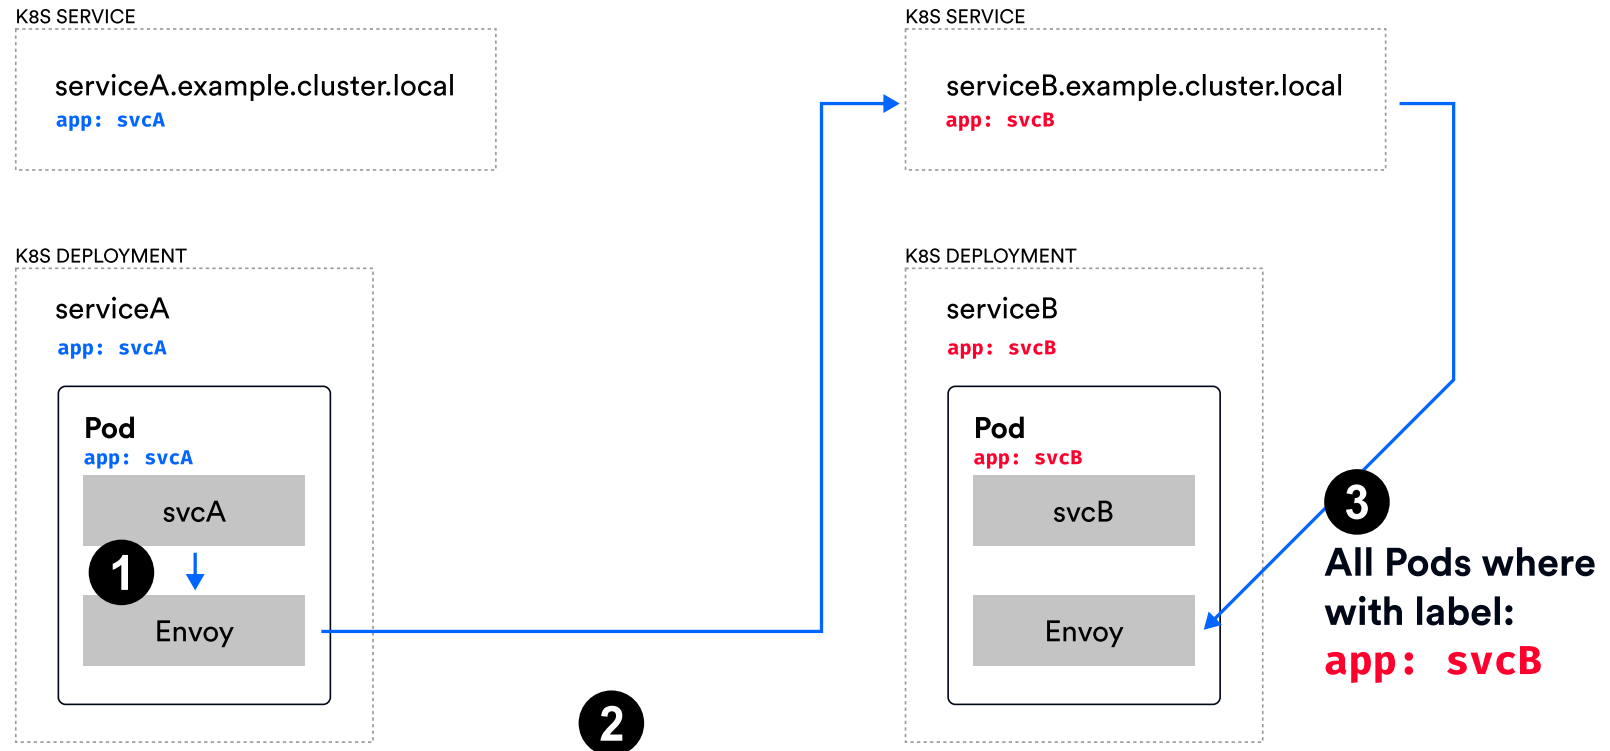 K8S SERVICE
serviceA.example.cluster.local
app: svcA
K8S SERVICE
serviceB.example.cluster.local
app: svcB
K8S DEPLOYMENT
serviceA
app: svcA
Pod
app: svcA
svcA
1
Envoy
2
K8S DEPLOYMENT
serviceB
app: svcB
Pod
app: svcB
svcB
Envoy
3
All Pods where
with label:
app: svcB